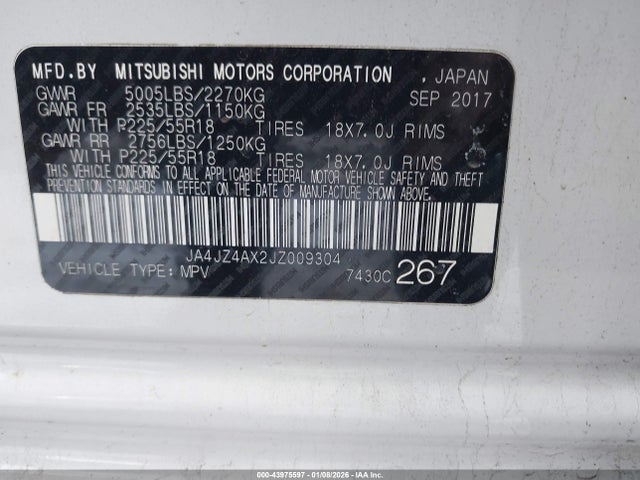 MFD.BY MITSUBISHI MOTORS CORPORATION , JAPAN
GVWR 5005LBS/2270KG SEP 2017
GAWR FR 2535LBS/1150KG
WITH P225/55R18 TIRES 18X7.0J RIMS
GAWR RR 2756LBS/1250KG
WITH P225/55R18 TIRES 18X7.0J RIMS
THIS VEHICLE CONFORMS TO ALL APPLICABLE FEDERAL MOTOR VEHICLE SAFETY AND THEFT
PREVENTION STANDARDS IN EFFECT ON THE DATE OF MANUFACTURE SHOWN ABOVE.
JA4JZ4AX2JZ009304
VEHICLE TYPE: MPV 7430C 267
000-43975597 - 01/08/2026 - IAA Corp.